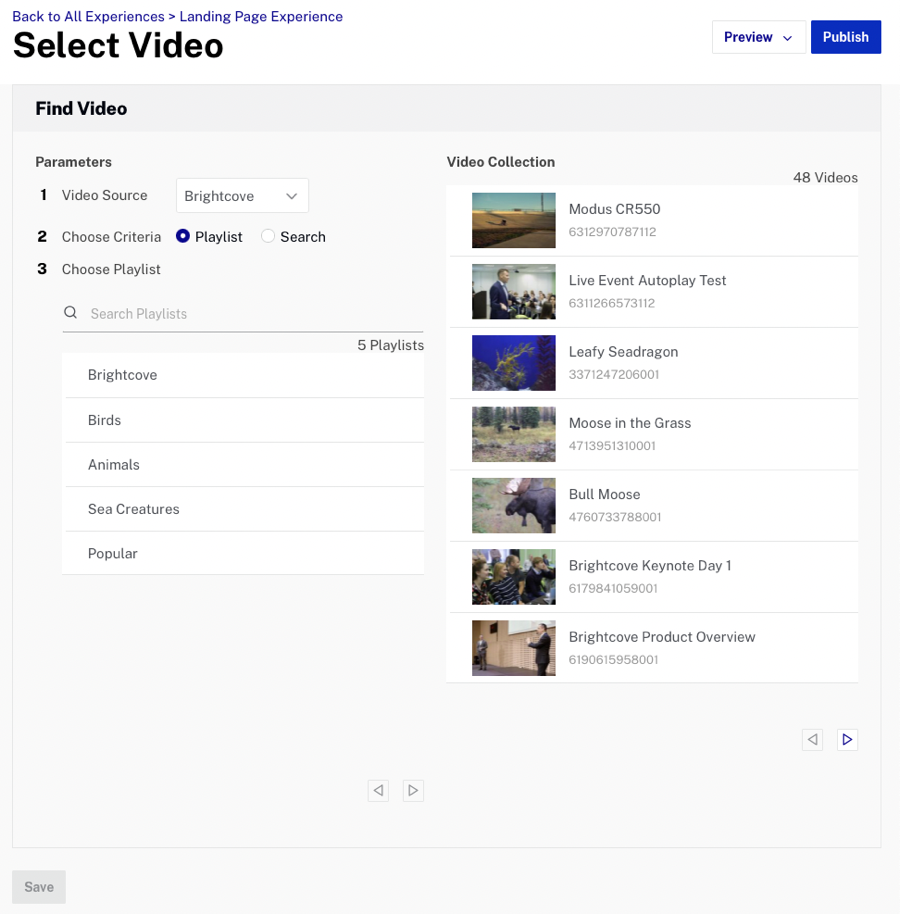 Back to All Experiences > Landing Page Experience
Select Video
Preview
Publish
Find Video
Parameters
1 Video Source Brightcove
2 Choose Criteria Playlist Search
3 Choose Playlist
Search Playlists
5 Playlists
Brightcove
Birds
Animals
Sea Creatures
Popular
Video Collection
48 Videos
Modus CR550
6312970787112
Live Event Autoplay Test
6311266573112
Leafy Seadragon
3371247206001
Moose in the Grass
4713951310001
Bull Moose
4760733788001
Brightcove Keynote Day 1
6179841059001
Brightcove Product Overview
6190615958001
Save